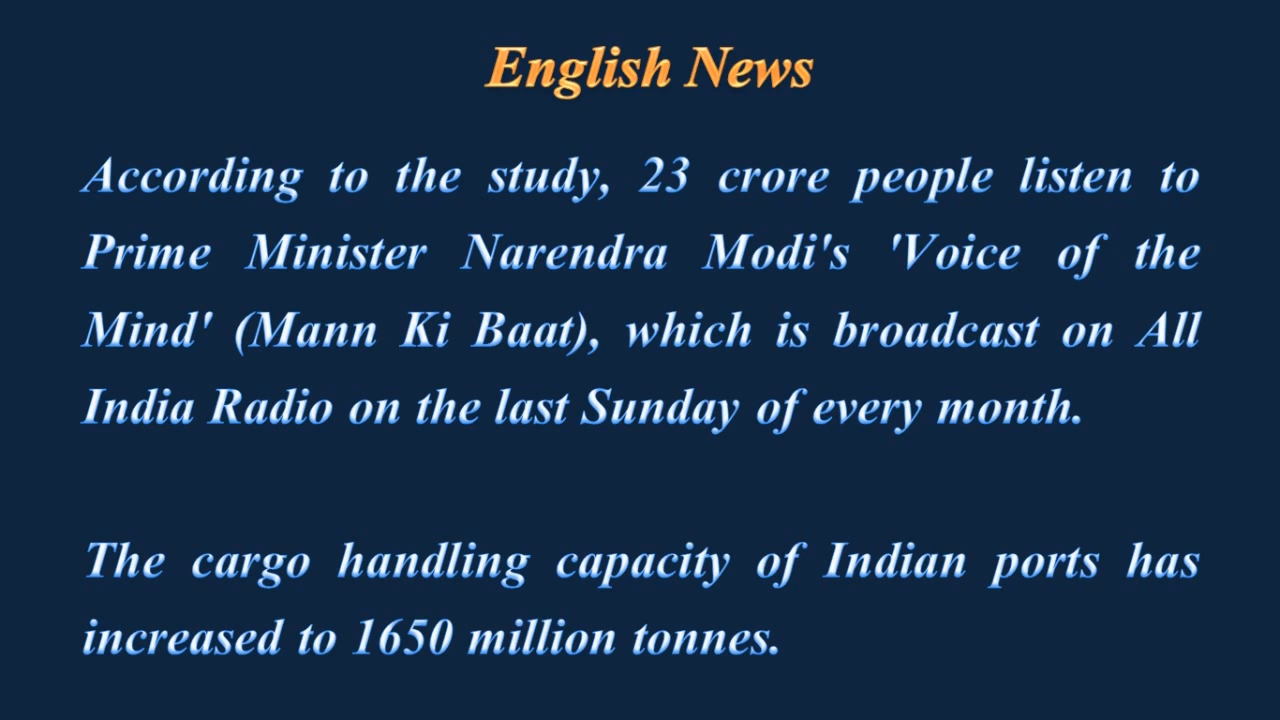 English News
According to the study, 23 crore people listen to
Prime Minister Narendra Modi's 'Voice of the
Mind' (Mann Ki Baat), which is broadcast on All
India Radio on the last Sunday of every month.
The cargo handling capacity of Indian ports has
increased to 1650 million tonnes.